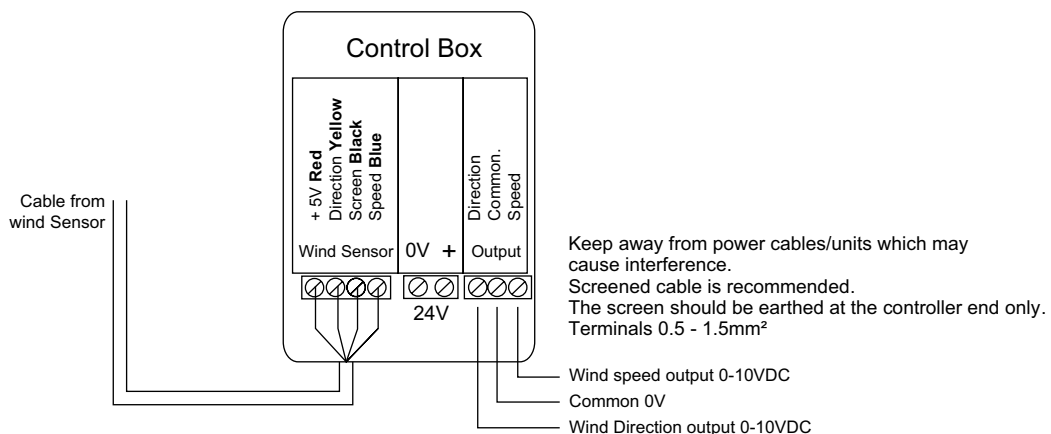 Control Box
+ 5V Red
Direction Yellow
Screen Black
Speed Blue
Wind Sensor
0V +
24V
Direction
Common.
Speed
Output
Cable from
wind Sensor
Keep away from power cables/units which may
cause interference.
Screened cable is recommended.
The screen should be earthed at the controller end only.
Terminals 0.5 - 1.5mm²
Wind speed output 0-10VDC
Common 0V
Wind Direction output 0-10VDC